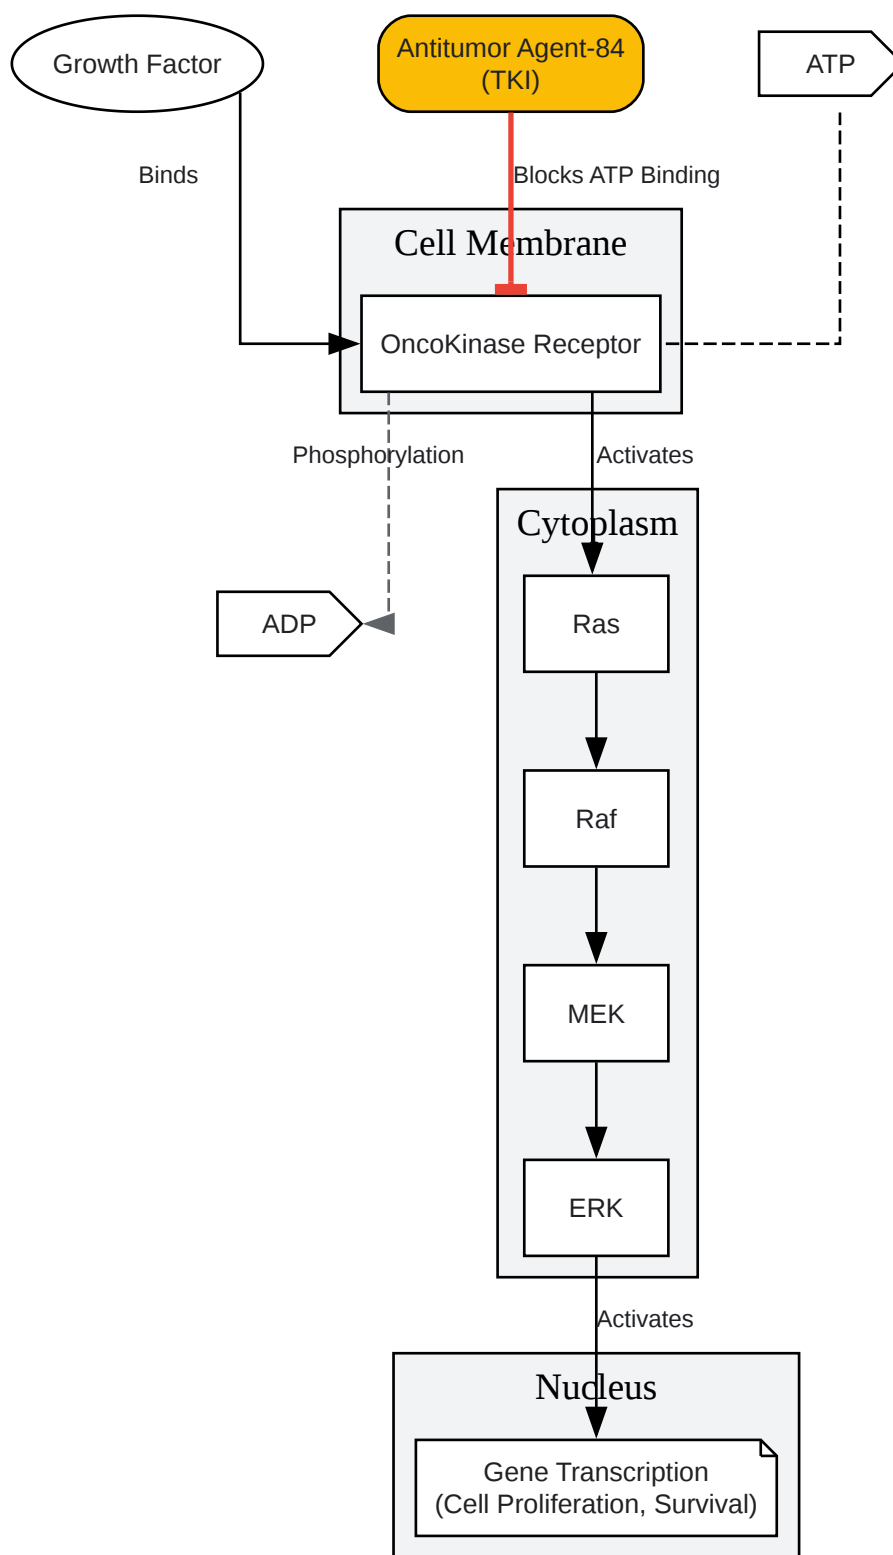 Growth Factor
Antitumor Agent-84
(TKI)
ATP
Binds
Blocks ATP Binding
Cell Membrane
OncoKinase Receptor
Phosphorylation
Activates
Cytoplasm
ADP
Ras
Raf
MEK
ERK
Activates
Nucleus
Gene Transcription
(Cell Proliferation, Survival)